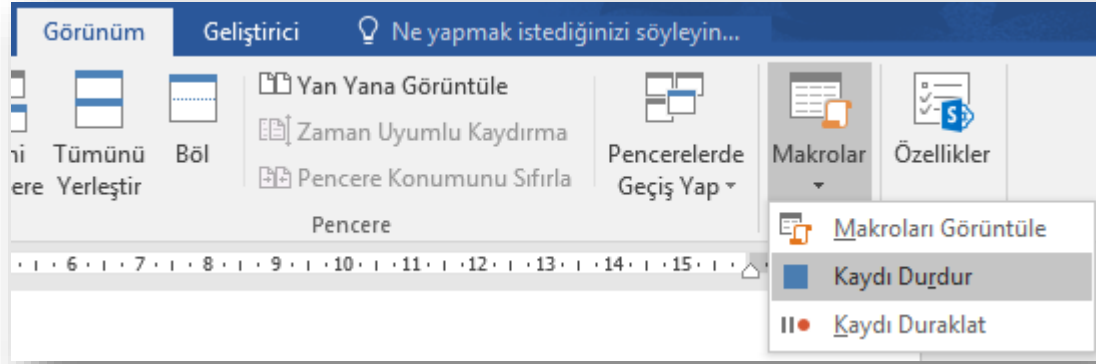 Görünüm Geliştirici Ne yapmak istediğinizi söyleyin...
Yan Yana Görüntüle
Zaman Uyumlu Kaydırma
Pencere Konumunu Sıfırla
Tümünü
Yerleştir
Böl
Pencerelerde
Geçiş Yap
Makrolar
Özellikler
Pencere
Makroları Görüntüle
Kaydı Durdur
Kaydı Duraklat
6 7 8 9 10 11 12 13 14 15